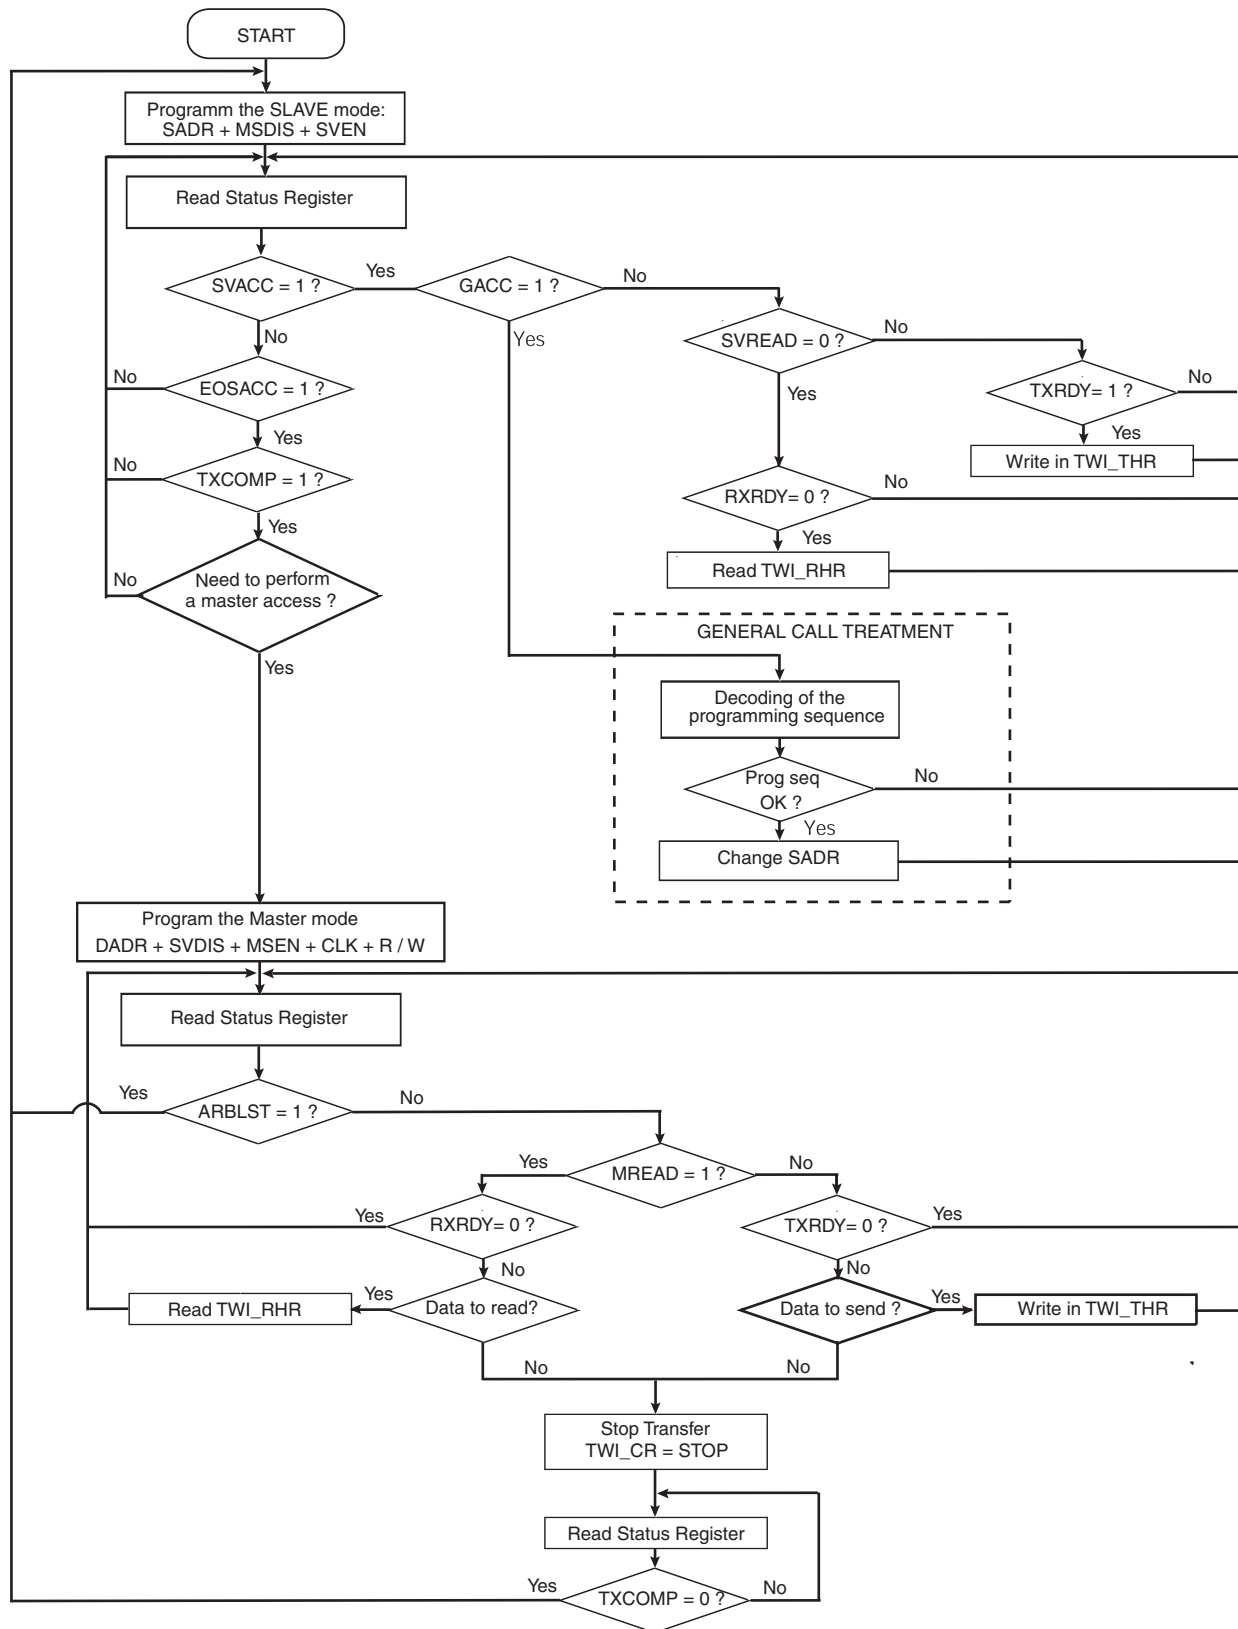 START
Programm the SLAVE mode:
SADR + MSDIS + SVEN
Read Status Register
SVACC = 1 ?
Yes
GACC = 1 ?
No
No
Yes
SVREAD = 0 ?
No
No
EOSACC = 1 ?
Yes
TXRDY= 1 ?
No
Yes
Yes
Write in TWI_THR
No
TXCOMP = 1 ?
RXRDY= 0 ?
No
Yes
Yes
No
Need to perform
a master access ?
Read TWI_RHR
Yes
GENERAL CALL TREATMENT
Decoding of the
programming sequence
Prog seq
OK ?
No
Yes
Change SADR
Program the Master mode
DADR + SVDIS + MSEN + CLK + R / W
Read Status Register
Yes
ARBLST = 1 ?
No
Yes
MREAD = 1 ?
No
Yes
RXRDY= 0 ?
TXRDY= 0 ?
Yes
No
No
Read TWI_RHR
Yes
Data to read?
Data to send ?
Yes
Write in TWI_THR
No
No
Stop Transfer
TWI_CR = STOP
Read Status Register
Yes
TXCOMP = 0 ?
No